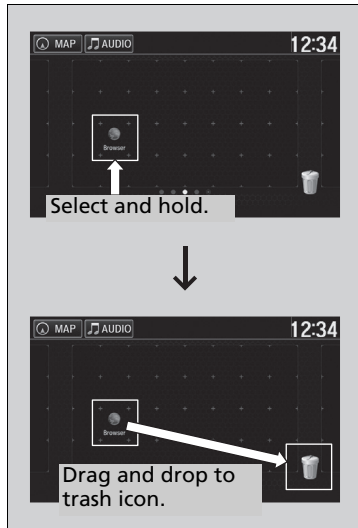 MAP AUDIO 12:34
Browser
Select and hold.
MAP AUDIO 12:34
Browser
Drag and drop to
trash icon.